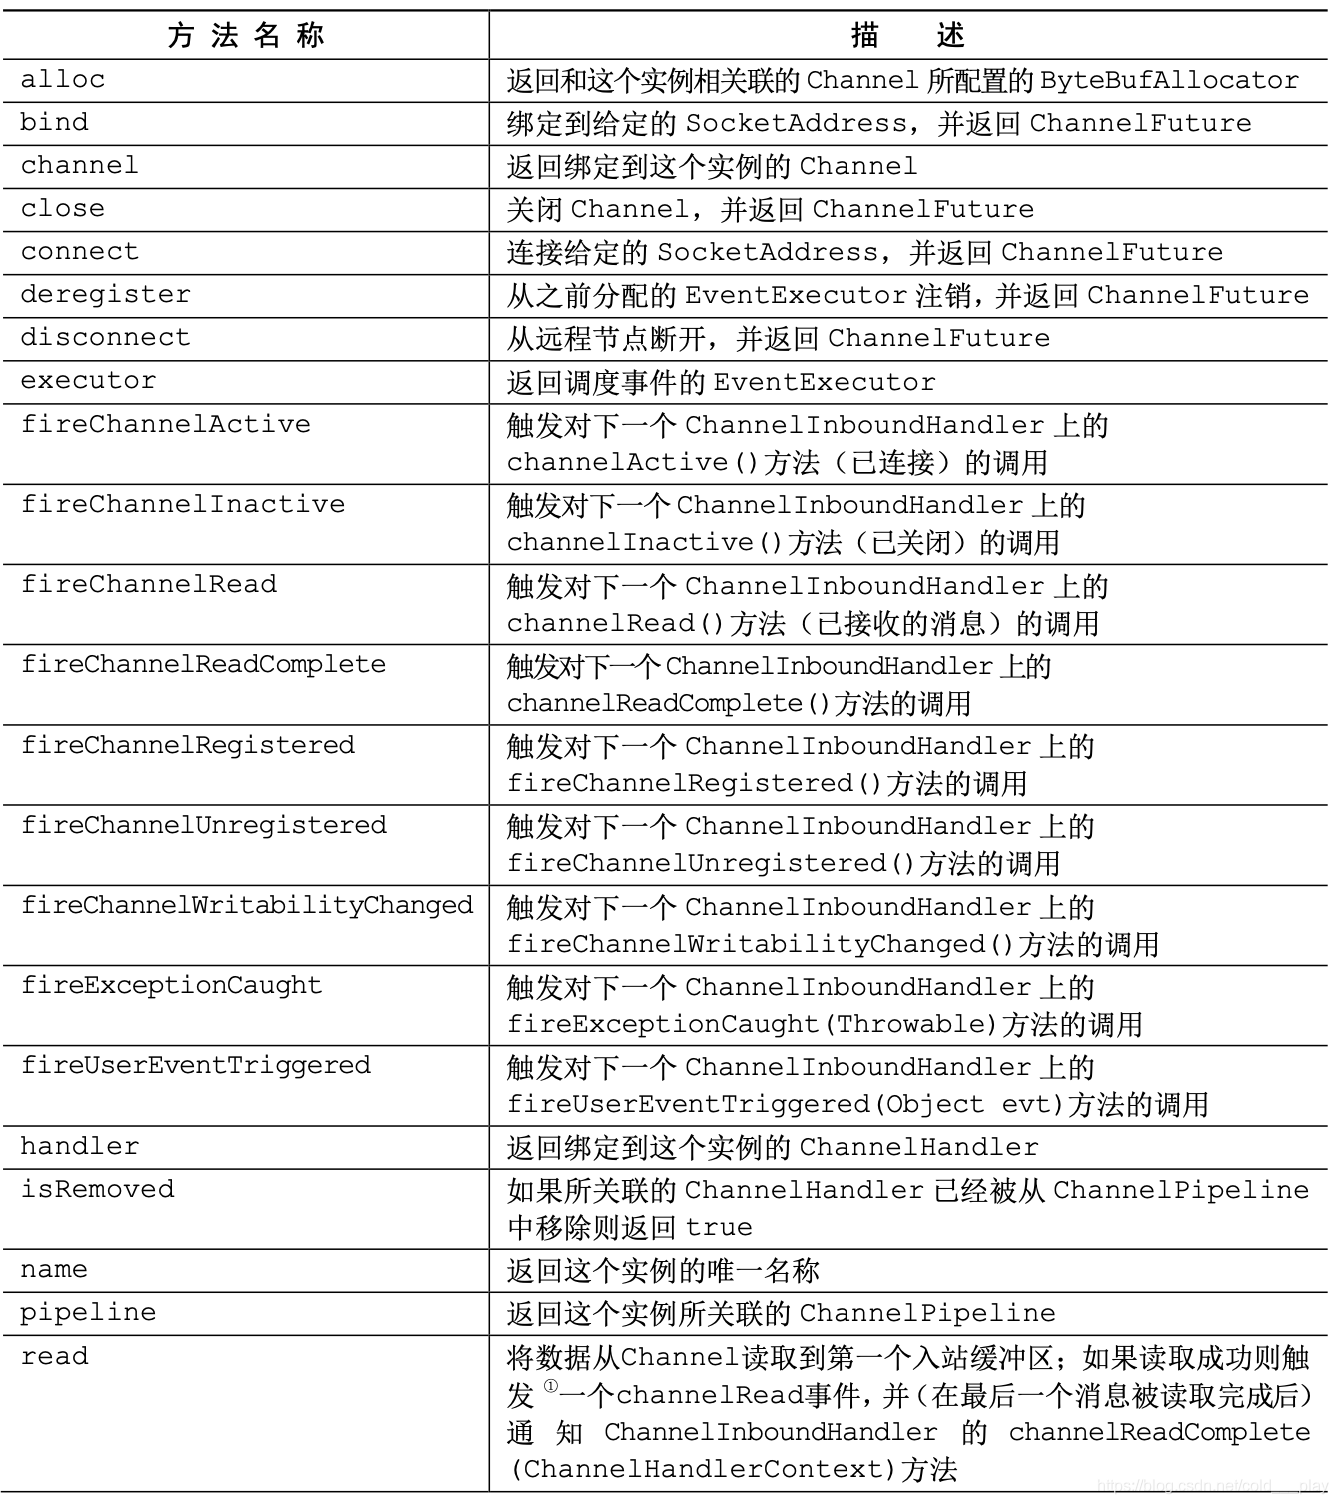 方法名称 描 述
alloc 返回和这个实例相关联的 Channel 所配置的 ByteBufAllocator
bind 绑定到给定的 SocketAddress，并返回 ChannelFuture
channel 返回绑定到这个实例的 Channel
close 关闭 Channel，并返回 ChannelFuture
connect 连接给定的 SocketAddress，并返回 ChannelFuture
deregister 从之前分配的 EventExecutor 注销，并返回 ChannelFuture
disconnect 从远程节点断开，并返回 ChannelFuture
executor 返回调度事件的 EventExecutor
fireChannelActive 触发对下一个 ChannelInboundHandler 上的
channelActive()方法（已连接）的调用
fireChannelInactive 触发对下一个 ChannelInboundHandler 上的
channelInactive()方法（已关闭）的调用
fireChannelRead 触发对下一个 ChannelInboundHandler 上的
channelRead()方法（已接收的消息）的调用
fireChannelReadComplete 触发对下一个 ChannelInboundHandler 上的
channelReadComplete()方法的调用
fireChannelRegistered 触发对下一个 ChannelInboundHandler 上的
fireChannelRegistered()方法的调用
fireChannelUnregistered 触发对下一个 ChannelInboundHandler 上的
fireChannelUnregistered()方法的调用
fireChannelWritabilityChanged 触发对下一个 ChannelInboundHandler 上的
fireChannelWritabilityChanged()方法的调用
fireExceptionCaught 触发对下一个 ChannelInboundHandler 上的
fireExceptionCaught(Throwable)方法的调用
fireUserEventTriggered 触发对下一个 ChannelInboundHandler 上的
fireUserEventTriggered(Object evt)方法的调用
handler 返回绑定到这个实例的 ChannelHandler
isRemoved 如果所关联的 ChannelHandler 已经被从 ChannelPipeline
中移除则返回 true
name 返回这个实例的唯一名称
pipeline 返回这个实例所关联的 ChannelPipeline
read 将数据从Channel读取到第一个入站缓冲区；如果读取成功则触
发①一个channelRead事件，并（在最后一个消息被读取完成后）
通知 ChannelInboundHandler 的 channelReadComplete
(ChannelHandlerContext)方法
https://blog.csdn.net/cold___play